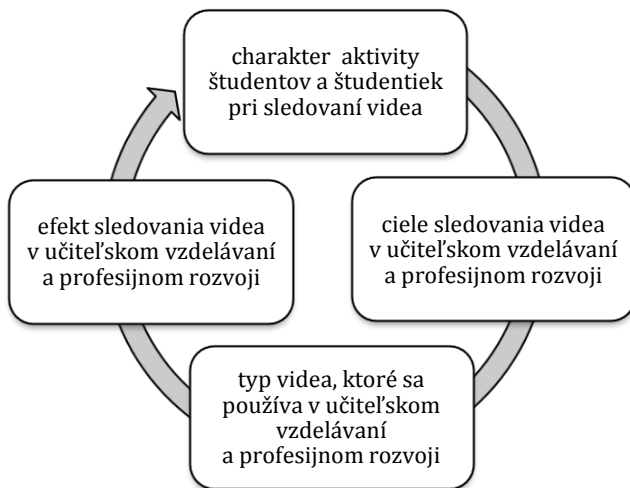 charakter aktivity
študentov a študentiek
pri sledovaní videa
efekt sledovania videa
v učiteľskom vzdelávaní
a profesijnom rozvoji
ciele sledovania videa
v učiteľskom vzdelávaní
a profesijnom rozvoji
typ videa, ktoré sa
používa v učiteľskom
vzdelávaní
a profesijnom rozvoji